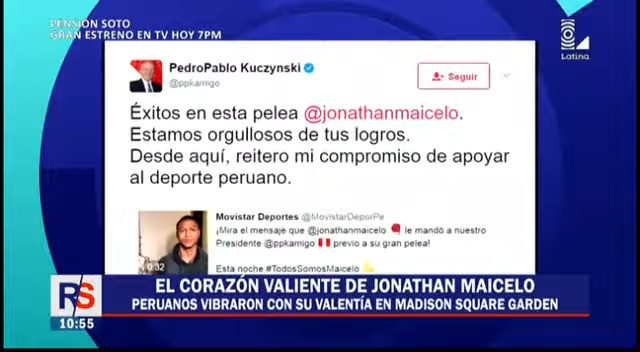 PENSIÓN SOTO
GRAN ESTRENO EN TV HOY 7PM
Latina
PedroPablo Kuczynski
@ppkamigo
Seguir
Éxitos en esta pelea @jonathanmaicelo.
Estamos orgullosos de tus logros.
Desde aquí, reitero mi compromiso de apoyar
al deporte peruano.
Movistar Deportes @MovistarDeporPe
¡Mira el mensaje que @jonathanmaicelo le mandó a nuestro
Presidente @ppkamigo previo a su gran pelea!
Esta noche #TodosSomosMaicelo
0:32
RS
EL CORAZÓN VALIENTE DE JONATHAN MAICELO
PERUANOS VIBRARON CON SU VALENTÍA EN MADISON SQUARE GARDEN
10:55